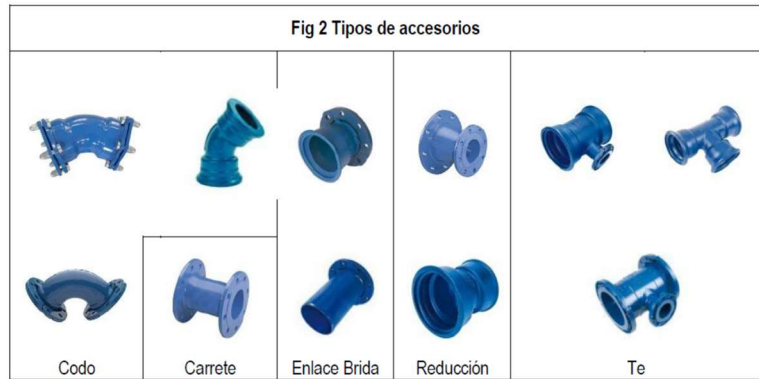 Fig 2 Tipos de accesorios
Codo Carrete Enlace Brida Reducción Te